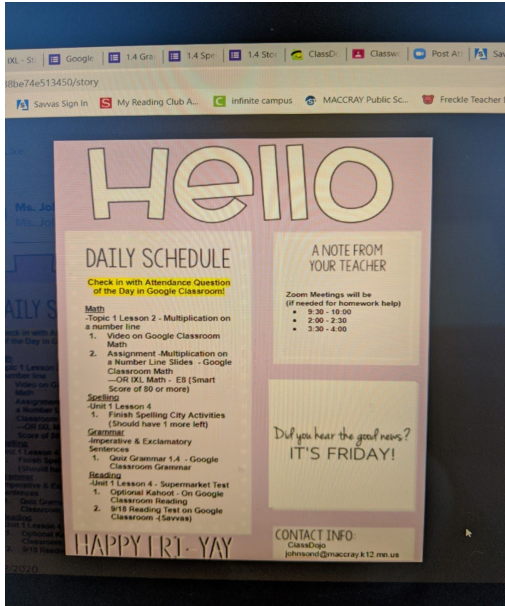 IXL - St
Google
1.4 Gra
1.4 Spe
1.4 Stor
ClassD
Classw
Post Att
Sav
8be74e513450/story
Savvas Sign In
My Reading Club A...
infinite campus
MACCRAY Public Sc...
Freckle Teacher
Hello
DAILY SCHEDULE
Check in with Attendance Question
of the Day in Google Classroom!
Math
-Topic 1 Lesson 2 - Multiplication on
a number line
1. Video on Google Classroom
Math
2. Assignment -Multiplication on
a Number Line Slides - Google
Classroom Math
—OR IXL Math - E8 (Smart
Score of 80 or more)
Spelling
-Unit 1 Lesson 4
1. Finish Spelling City Activities
(Should have 1 more left)
Grammar
-Imperative & Exclamatory
Sentences
1. Quiz Grammar 1.4 - Google
Classroom Grammar
Reading
-Unit 1 Lesson 4 - Supermarket Test
1. Optional Kahoot - On Google
Classroom Reading
2. 9/18 Reading Test on Google
Classroom -(Savvas)
HAPPY FRI - YAY
A NOTE FROM
YOUR TEACHER
Zoom Meetings will be
(if needed for homework help)
• 9:30 - 10:00
• 2:00 - 2:30
• 3:30 - 4:00
Did you hear the good news?
IT'S FRIDAY!
CONTACT INFO:
ClassDojo
johnsond@maccray.k12.mn.us